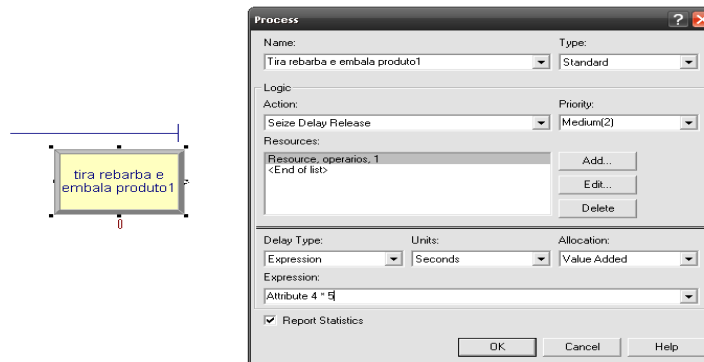 Process
Name:
Type:
Tira rebarba e embala produto1
Standard
Logic
Action:
Priority:
Seize Delay Release
Medium(2)
Resources:
Resource, operarios, 1
<End of list>
Add...
Edit...
Delete
tira rebarba e
embala produto1
0
Delay Type:
Units:
Allocation:
Expression
Seconds
Value Added
Expression:
Attribute 4 * 5
Report Statistics
OK
Cancel
Help